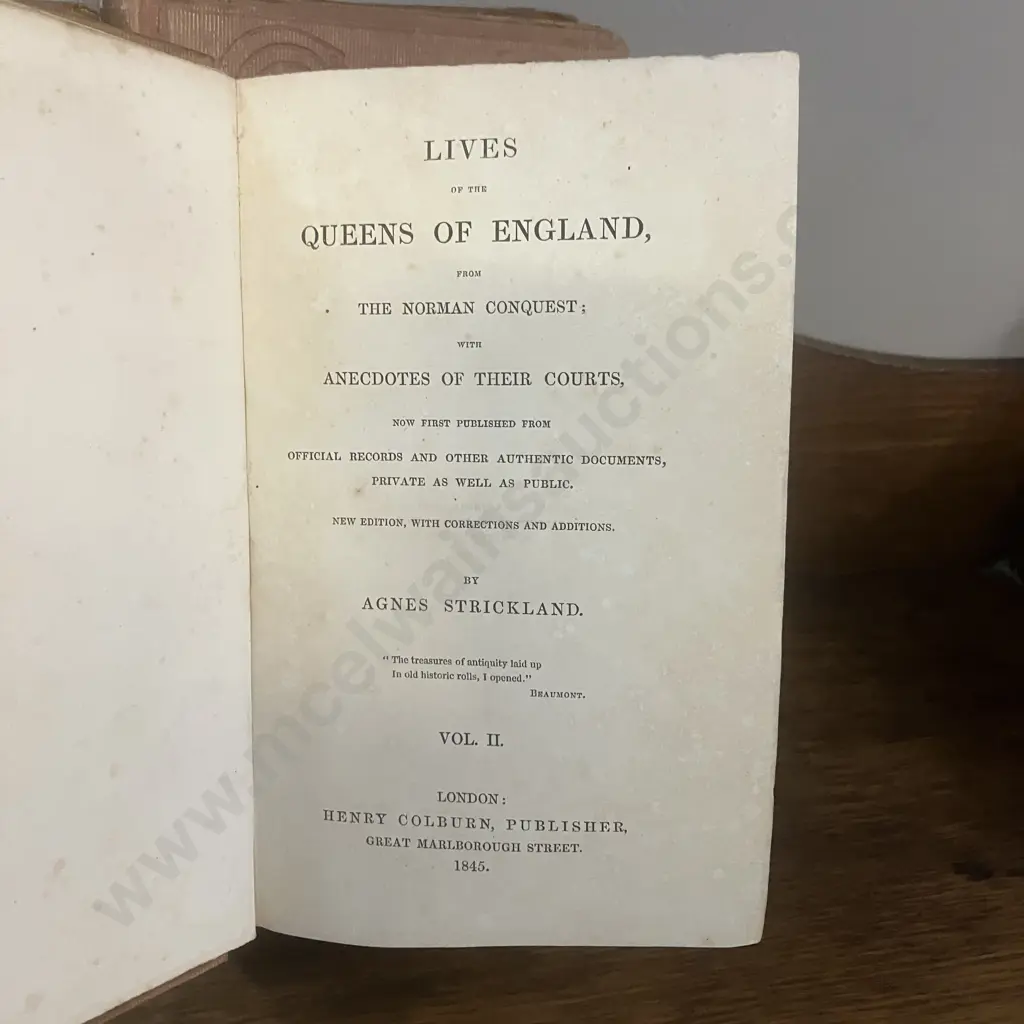 LIVES
OF THE
QUEENS OF ENGLAND,
FROM
THE NORMAN CONQUEST;
WITH
ANECDOTES OF THEIR COURTS,
NOW FIRST PUBLISHED FROM
OFFICIAL RECORDS AND OTHER AUTHENTIC DOCUMENTS,
PRIVATE AS WELL AS PUBLIC.
NEW EDITION, WITH CORRECTIONS AND ADDITIONS.
BY
AGNES STRICKLAND.
"The treasures of antiquity laid up
In old historic rolls, I opened."
BEAUMONT.
VOL. II.
LONDON:
HENRY COLBURN, PUBLISHER,
GREAT MARLBOROUGH STREET.
1845.